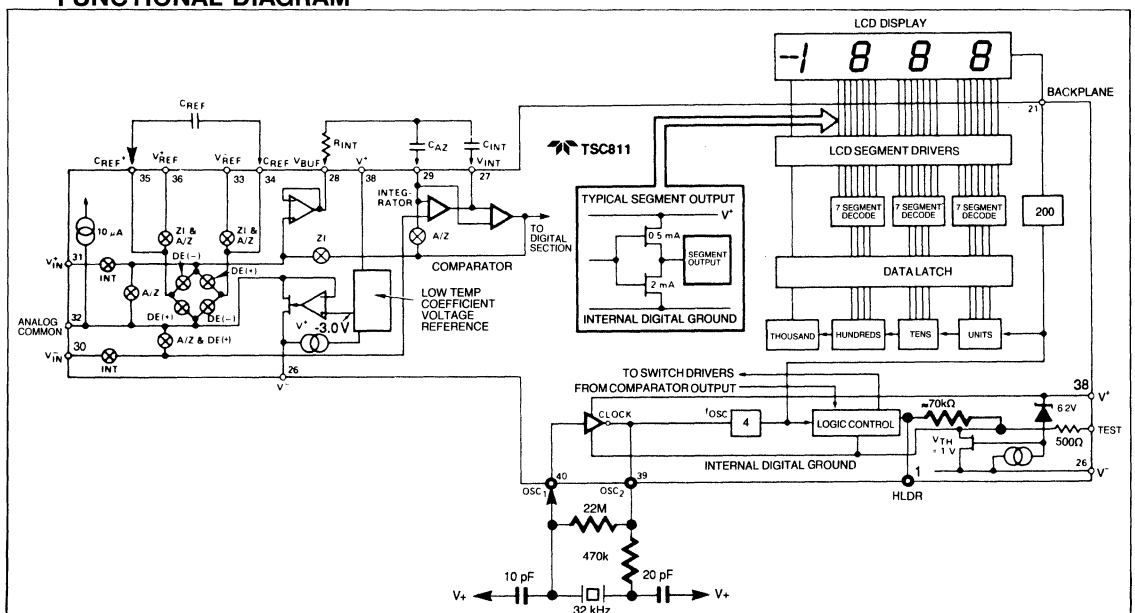 FUNCTIONAL DIAGRAM
LCD DISPLAY
-1 8 8 8
BACKPLANE
21
CREF
RINT
CAZ
CINT
TSC811
CREF+
V+REF
V-REF
CREF-
VBUF
V+
VINT
35
36
33
34
28
38
29
27
LCD SEGMENT DRIVERS
TYPICAL SEGMENT OUTPUT
V+
0.5 mA
SEGMENT OUTPUT
2 mA
INTERNAL DIGITAL GROUND
7 SEGMENT DECODE
7 SEGMENT DECODE
7 SEGMENT DECODE
200
DATA LATCH
THOUSAND
HUNDREDS
TENS
UNITS
INTEG-
RATOR
10 µA
ZI & A/Z
ZI & A/Z
ZI
A/Z
TO DIGITAL SECTION
COMPARATOR
31
V+IN
INT
DE(-)
DE(+)
A/Z
DE(+)
DE(-)
32
ANALOG COMMON
A/Z & DE(+)
30
V-IN
INT
LOW TEMP COEFFICIENT VOLTAGE REFERENCE
V+
-3.0 V
26
V-
TO SWITCH DRIVERS
FROM COMPARATOR OUTPUT
CLOCK
fOSC
4
LOGIC CONTROL
≈70kΩ
6.2V
38
V+
TEST
500Ω
VTH = 1 V
INTERNAL DIGITAL GROUND
26
V-
1
HLDR
40
OSC1
39
OSC2
22M
470k
10 pF
20 pF
V+
V+
32 kHz